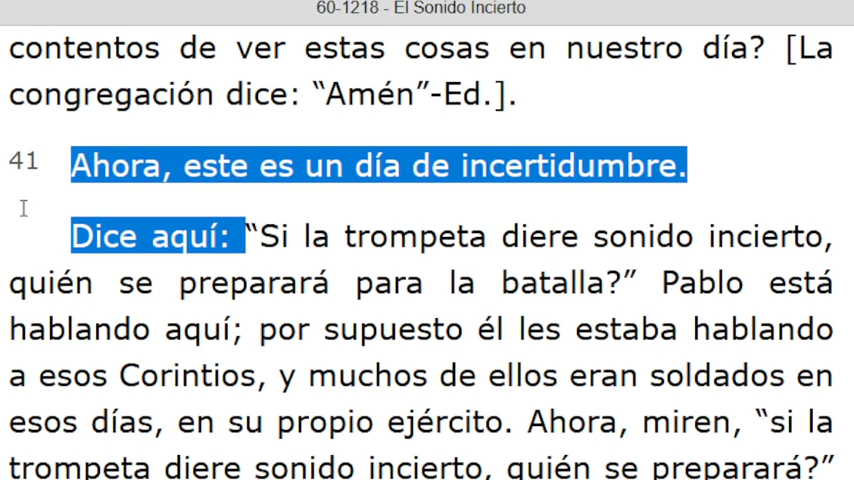 60-1218 - El Sonido Incierto
contentos de ver estas cosas en nuestro día? [La
congregación dice: “Amén”-Ed.].
41 Ahora, este es un día de incertidumbre.
Dice aquí: “Si la trompeta diere sonido incierto,
quién se preparará para la batalla?” Pablo está
hablando aquí; por supuesto él les estaba hablando
a esos Corintios, y muchos de ellos eran soldados en
esos días, en su propio ejército. Ahora, miren, “si la
trompeta diere sonido incierto, quién se preparará?”